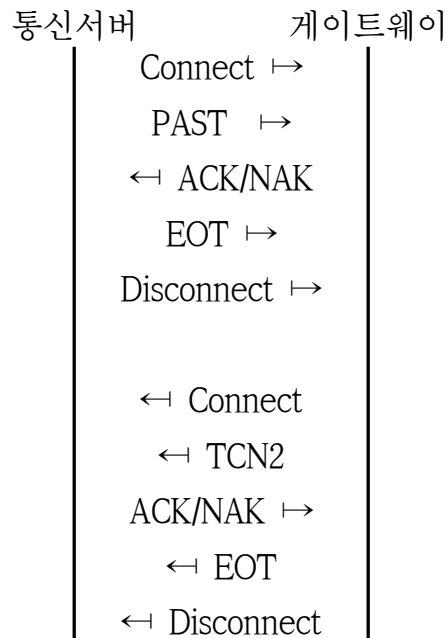 통신서버 게이트웨이
Connect ↦
PAST ↦
↤ ACK/NAK
EOT ↦
Disconnect ↦
↤ Connect
↤ TCN2
ACK/NAK ↦
↤ EOT
↤ Disconnect